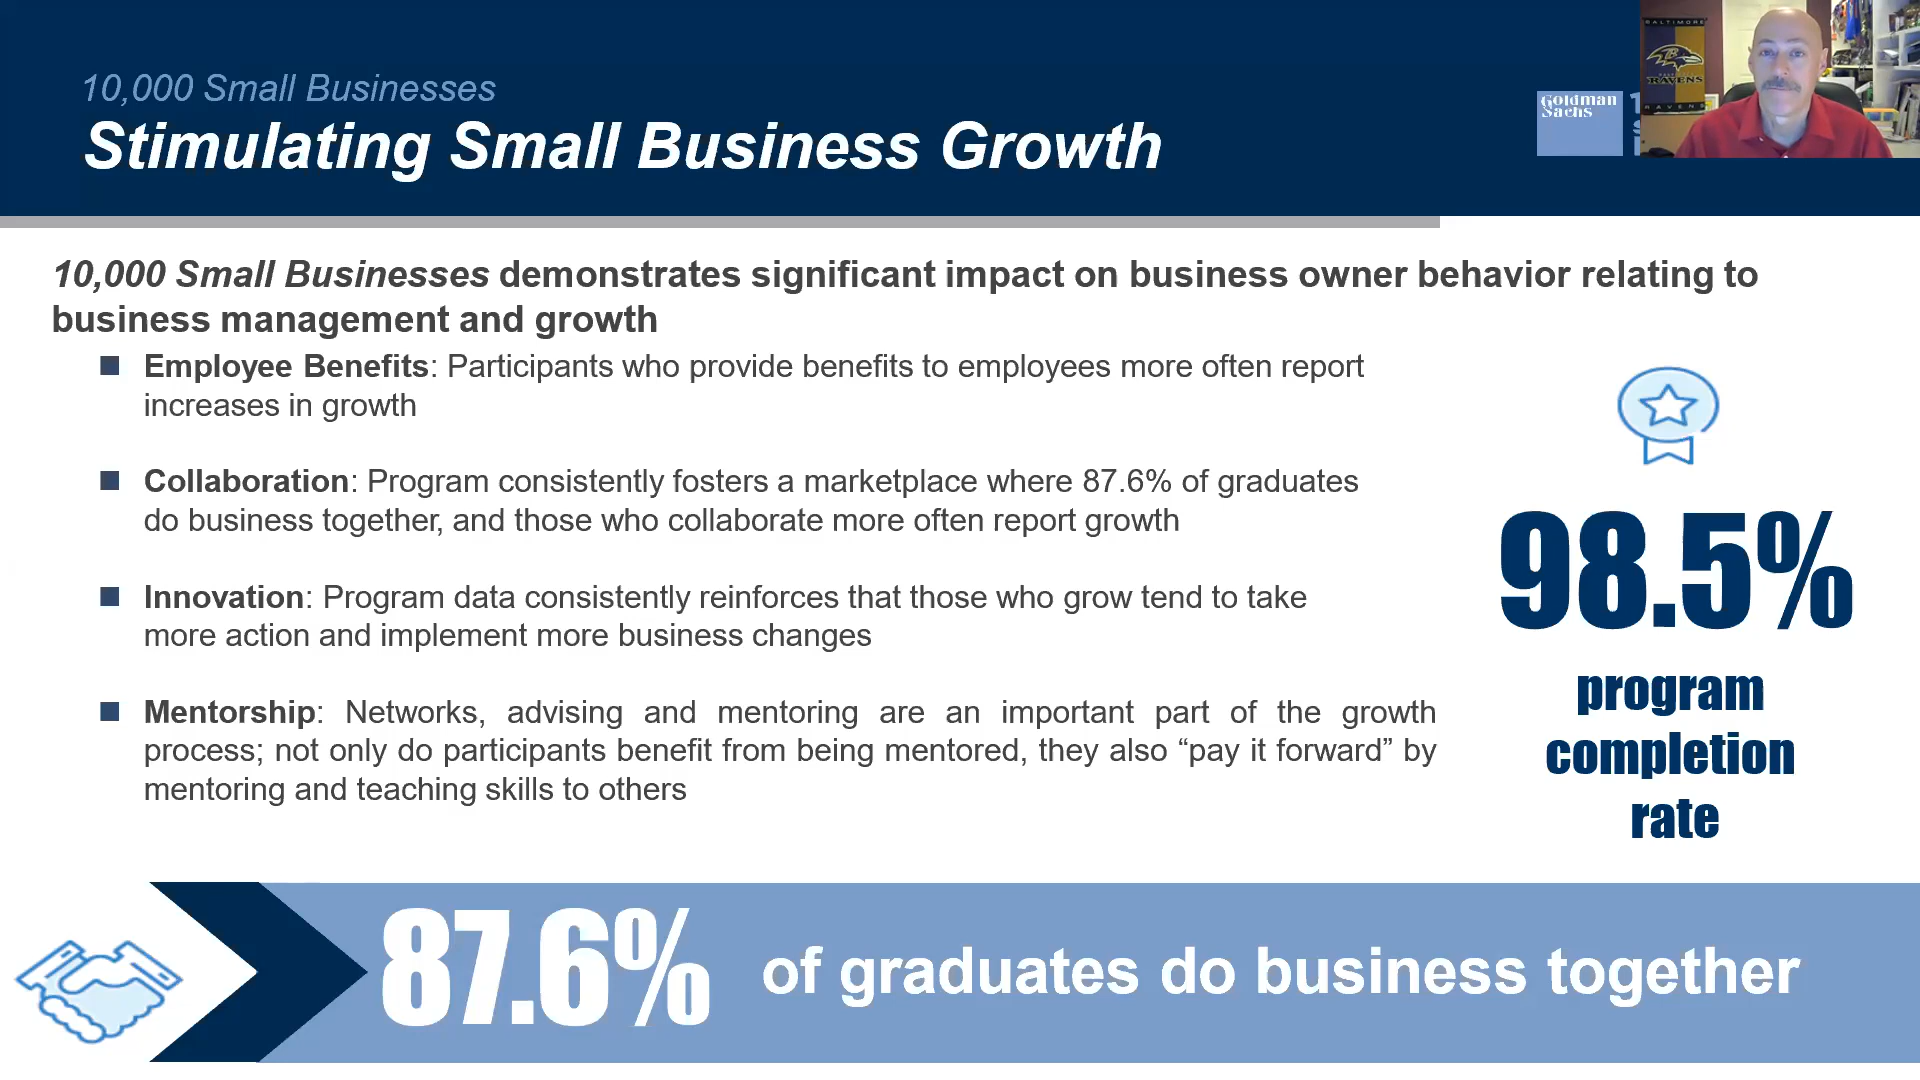 10,000 Small Businesses
Stimulating Small Business Growth
Goldman
Sachs
BALTIMORE
RAVENS
RAVENS
10,000 Small Businesses demonstrates significant impact on business owner behavior relating to
business management and growth
Employee Benefits: Participants who provide benefits to employees more often report
increases in growth
Collaboration: Program consistently fosters a marketplace where 87.6% of graduates
do business together, and those who collaborate more often report growth
Innovation: Program data consistently reinforces that those who grow tend to take
more action and implement more business changes
Mentorship: Networks, advising and mentoring are an important part of the growth
process; not only do participants benefit from being mentored, they also “pay it forward” by
mentoring and teaching skills to others
98.5%
program
completion
rate
87.6% of graduates do business together